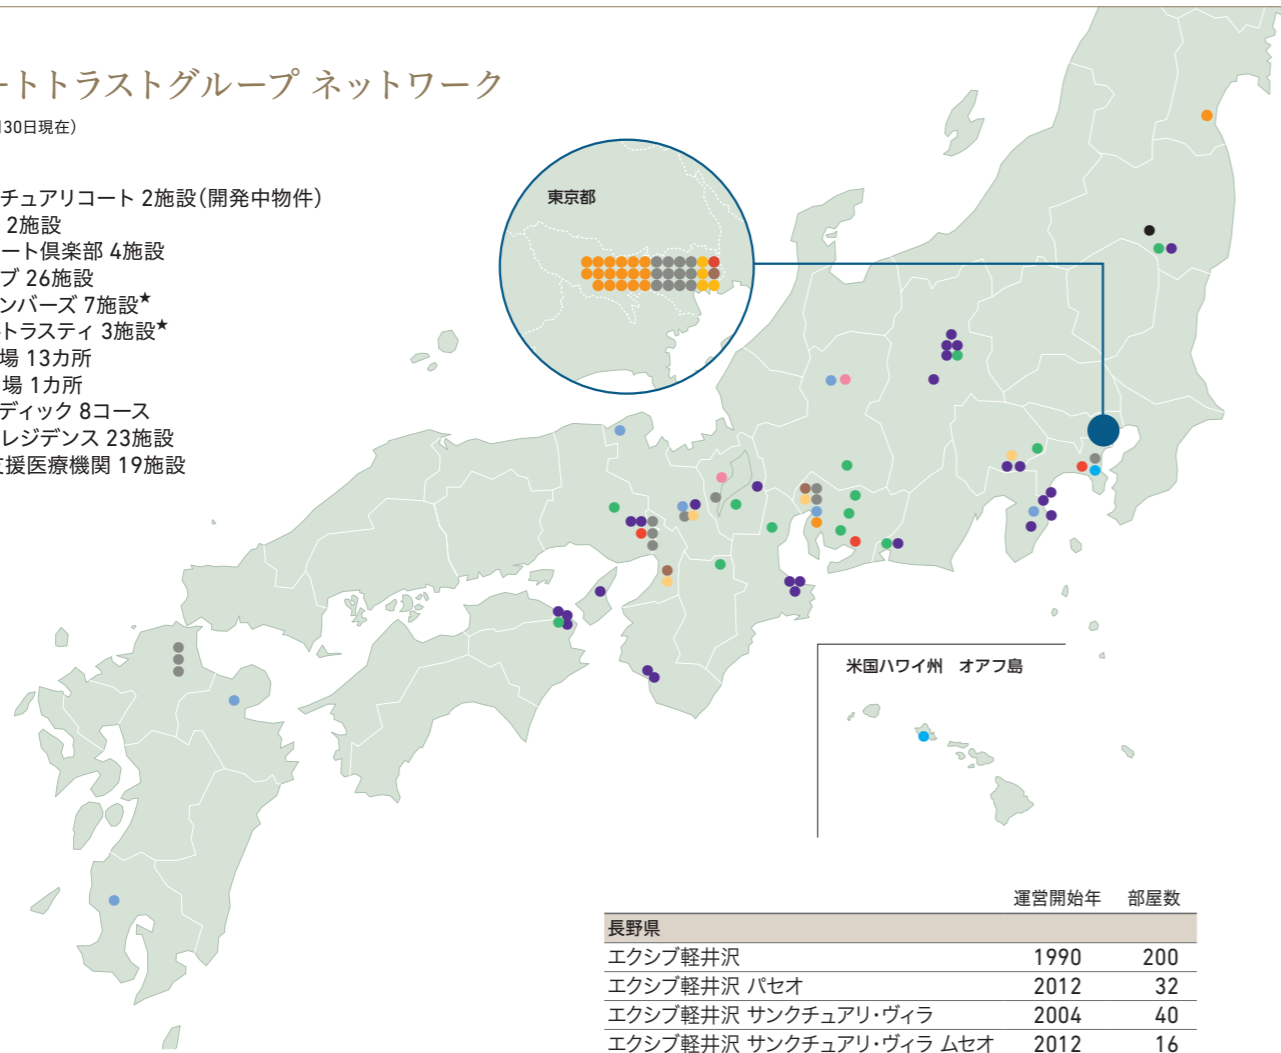 ートトラストグループ ネットワーク
30日現在）
チュアリコート 2施設（開発中物件）
2施設
ート倶楽部 4施設
ブ 26施設
ンバーズ 7施設★
トラスティ 3施設★
場 13カ所
場 1カ所
ディック 8コース
レジデンス 23施設
支援医療機関 19施設
東京都
米国ハワイ州 オアフ島
運営開始年 部屋数
長野県
エクシブ軽井沢 1990 200
エクシブ軽井沢 パセオ 2012 32
エクシブ軽井沢 サンクチュアリ・ヴィラ 2004 40
エクシブ軽井沢 サンクチュアリ・ヴィラ ムセオ 2012 16